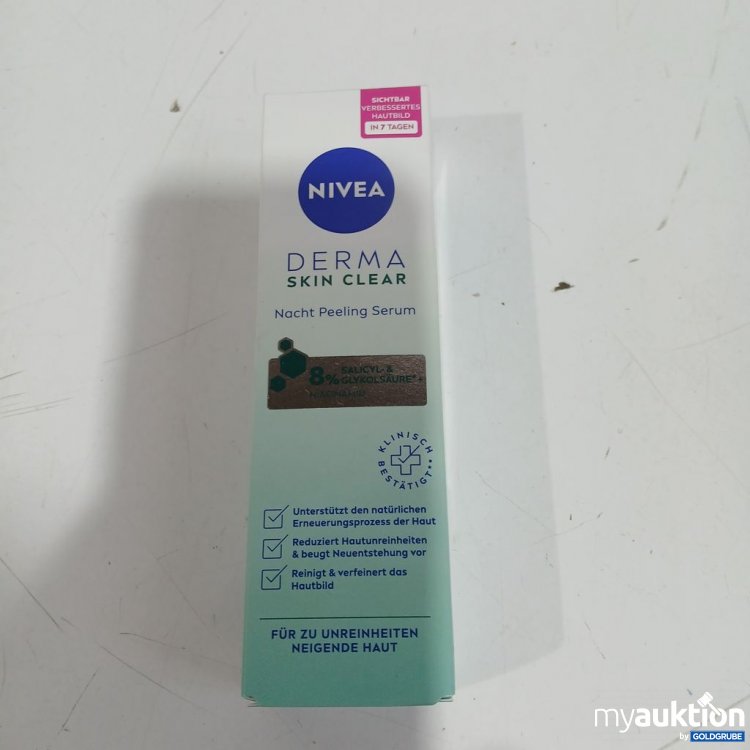 SICHTBAR
VERBESSERTES
HAUTBILD
IN 7 TAGEN
NIVEA
DERMA
SKIN CLEAR
Nacht Peeling Serum
8% SALICYL- &
GLYKOLSÄURE* +
NIACINAMID
KLINISCH
BESTÄTIGT**
Unterstützt den natürlichen
Erneuerungsprozess der Haut
Reduziert Hautunreinheiten
& beugt Neuentstehung vor
Reinigt & verfeinert das
Hautbild
FÜR ZU UNREINHEITEN
NEIGENDE HAUT
myauktion
by GOLDGRUBE